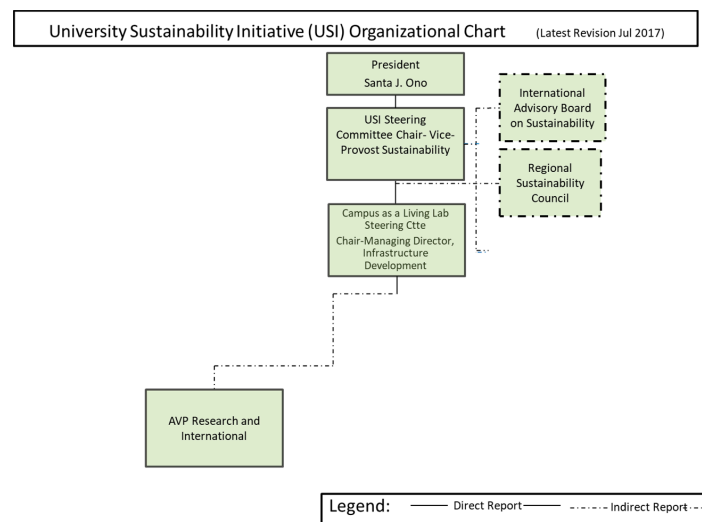 University Sustainability Initiative (USI) Organizational Chart (Latest Revision Jul 2017)
President
Santa J. Ono
USI Steering
Committee Chair- Vice-
Provost Sustainability
International
Advisory Board
on Sustainability
Regional
Sustainability
Council
Campus as a Living Lab
Steering Ctte
Chair-Managing Director,
Infrastructure
Development
AVP Research and
International
Legend: Direct Report Indirect Report